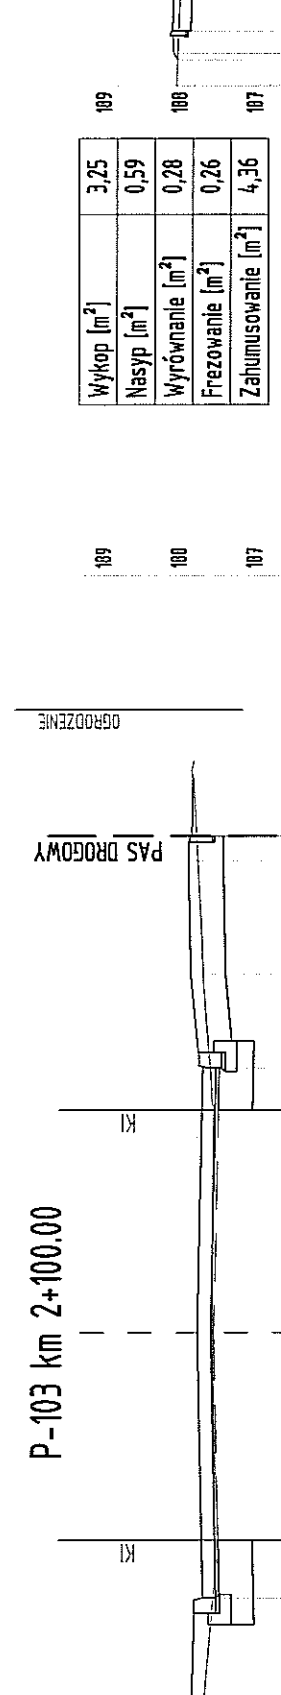 P-103 km 2+100.00
KI
KI
PAS DROGOWY
OGRODZENIE
189
188
187
Wykop [m²] 3,25
Nasyp [m²] 0,59
Wyrównanie [m²] 0,28
Frezowanie [m²] 0,26
Zahumusowanie [m²] 4,36
189
188
187